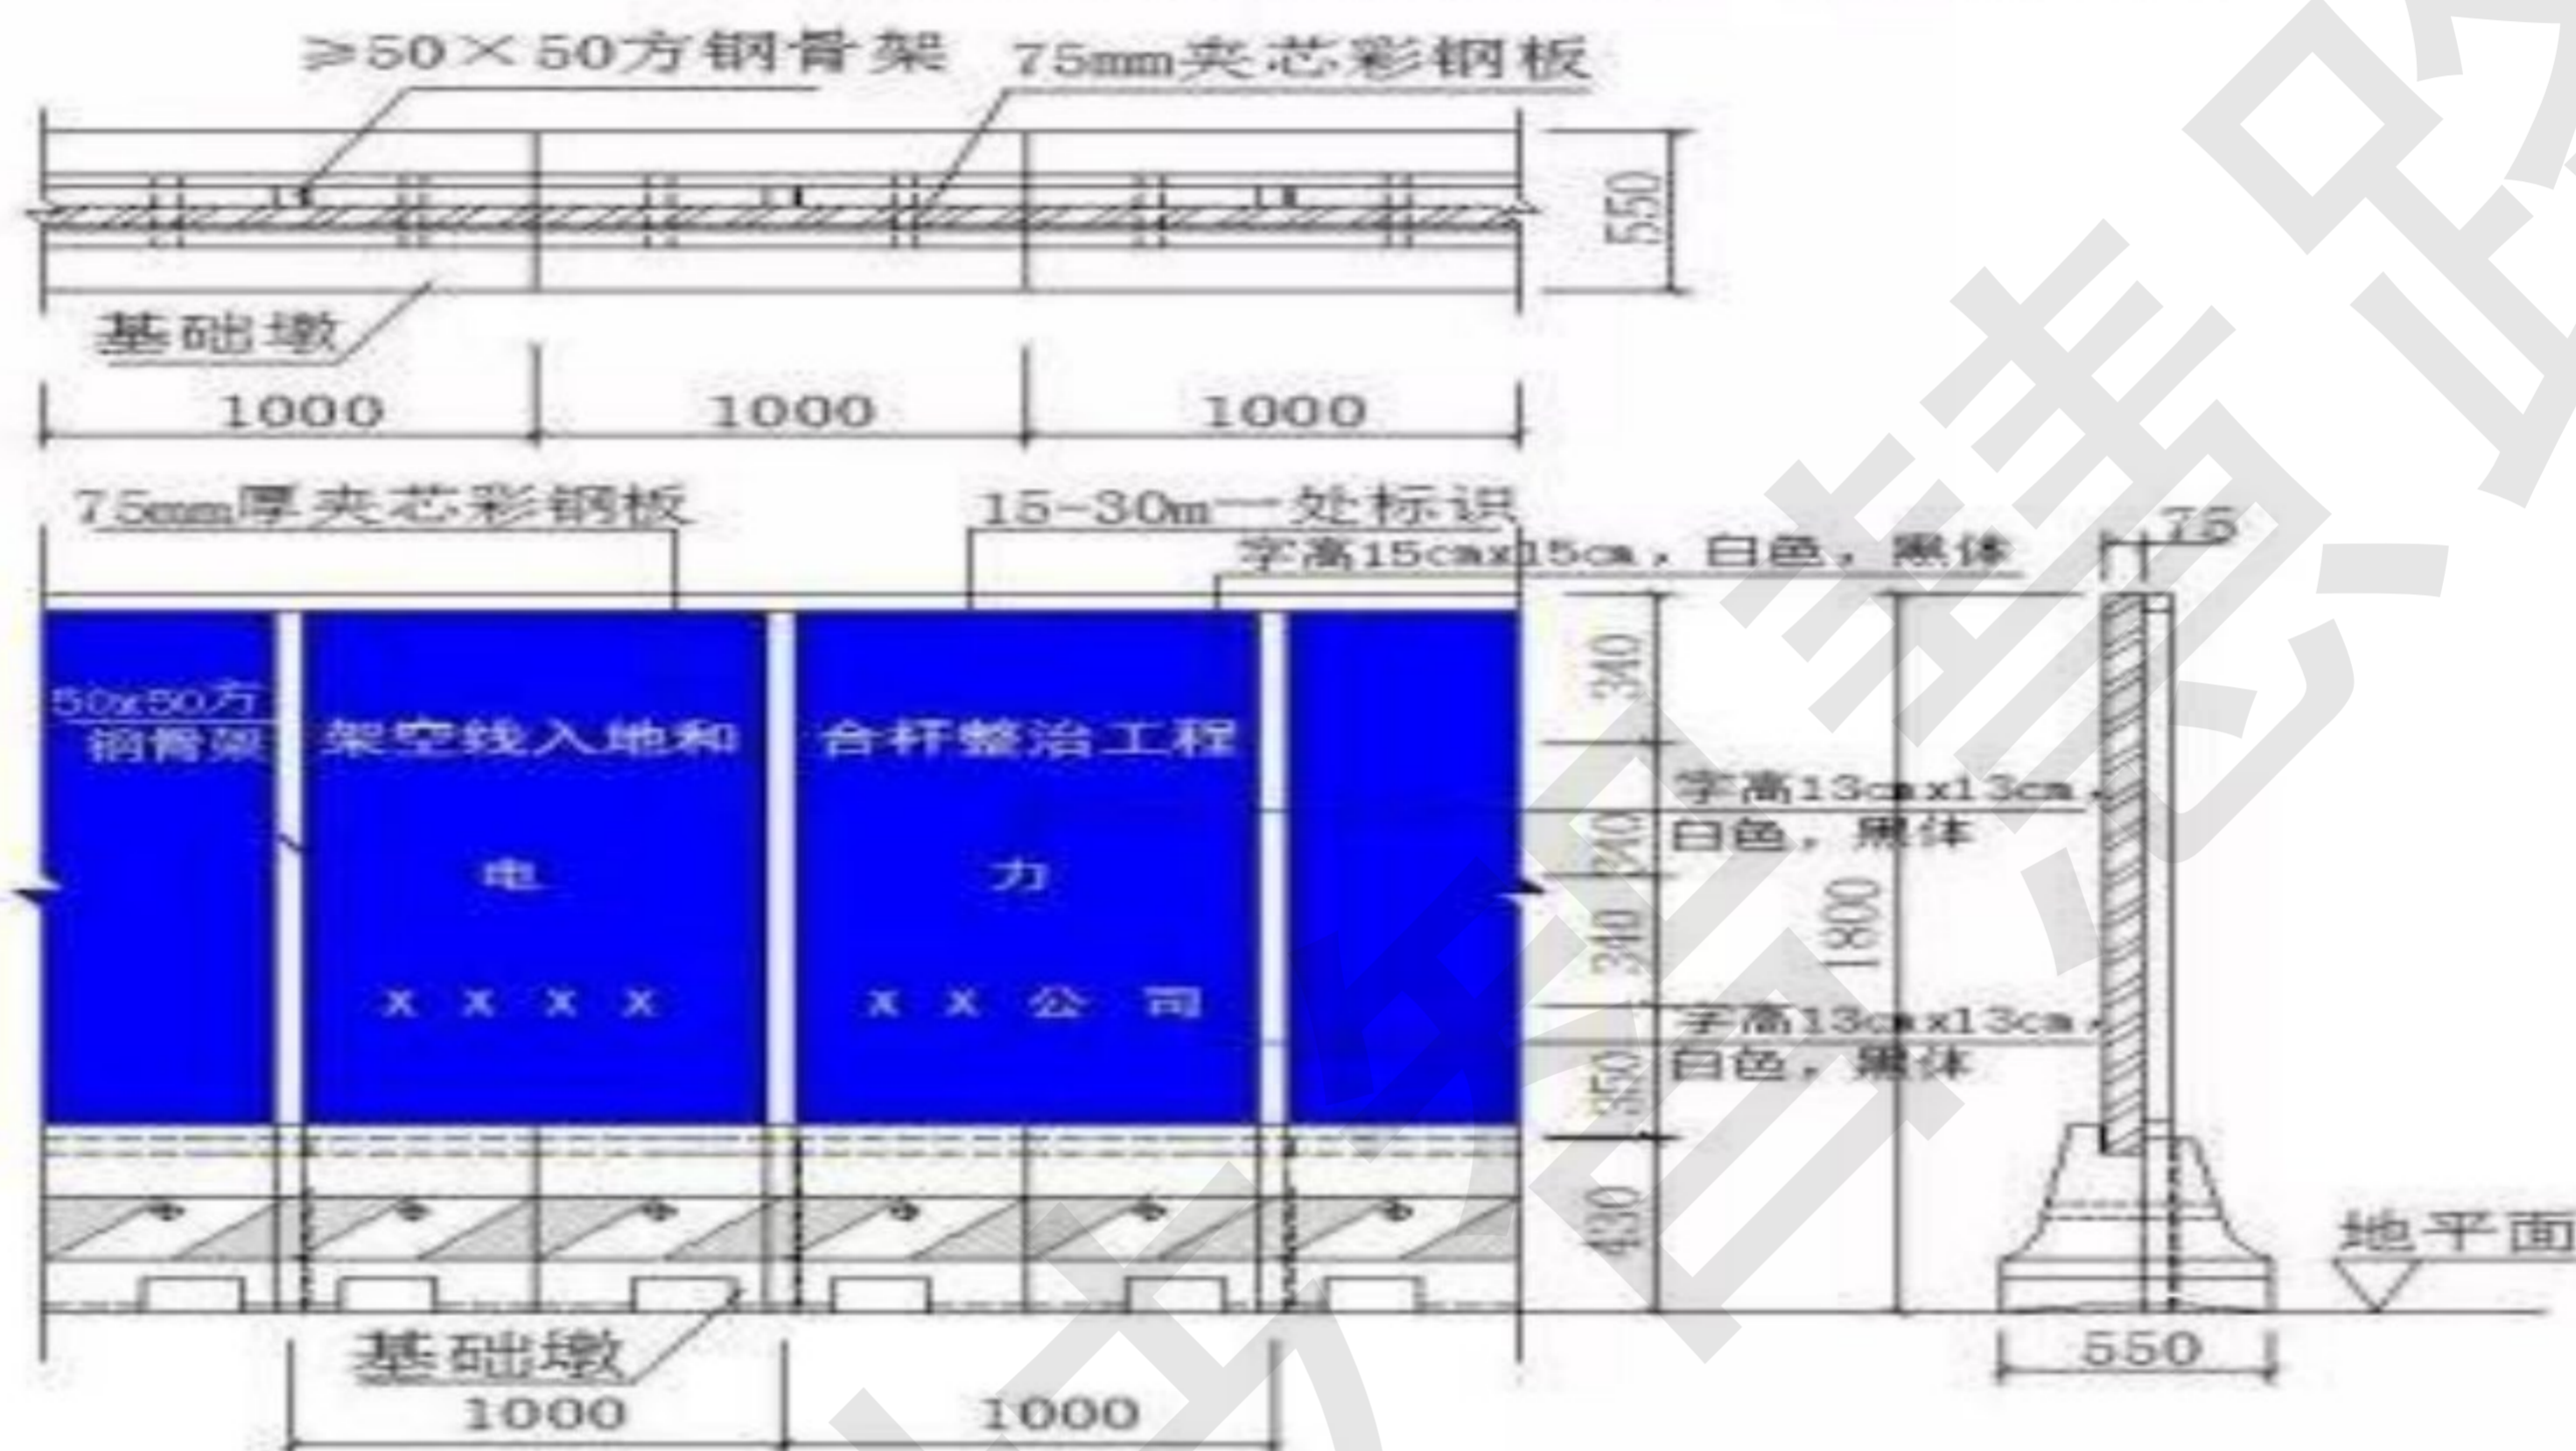 ≥50×50方钢骨架
75mm夹芯彩钢板
550
基础墩
1000 1000 1000
75mm厚夹芯彩钢板
15-30m一处标识
字高15cmx15cm，白色，黑体
75
50x50方
钢骨架
架空线入地和
合杆整治工程
340
字高13cmx13cm，
白色，黑体
电
力
340
1800
340
X X X X
X X 公 司
字高13cmx13cm，
白色，黑体
350
430
地平面
基础墩
550
1000 1000